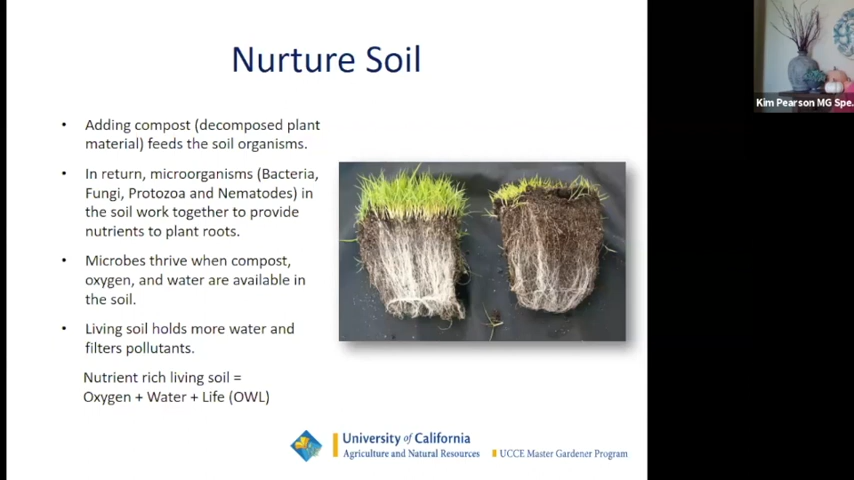 Nurture Soil
• Adding compost (decomposed plant
material) feeds the soil organisms.
• In return, microorganisms (Bacteria,
Fungi, Protozoa and Nematodes) in
the soil work together to provide
nutrients to plant roots.
• Microbes thrive when compost,
oxygen, and water are available in
the soil.
• Living soil holds more water and
filters pollutants.
Nutrient rich living soil =
Oxygen + Water + Life (OWL)
University of California
Agriculture and Natural Resources
UCCE Master Gardener Program
Kim Pearson MG Spe...